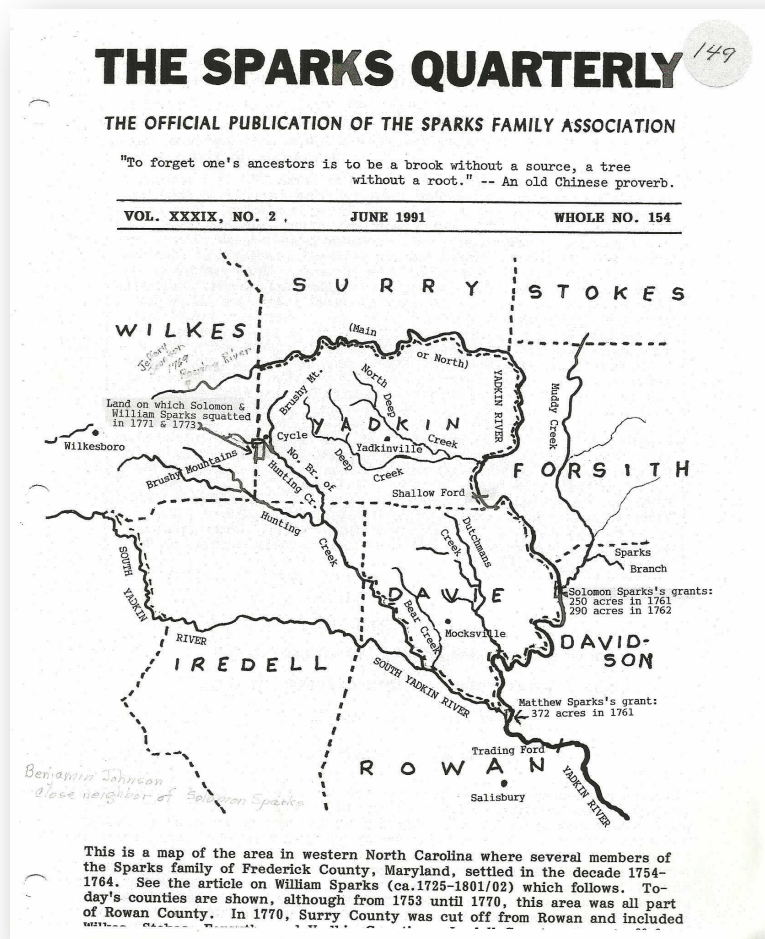 149
THE SPARKS QUARTERLY
THE OFFICIAL PUBLICATION OF THE SPARKS FAMILY ASSOCIATION
"To forget one's ancestors is to be a brook without a source, a tree
without a root." -- An old Chinese proverb.
VOL. XXXIX, NO. 2 . JUNE 1991 WHOLE NO. 154
SURRY
STOKES
WILKES
(Main
or North)
1769
River
Land on which Solomon &
William Sparks squatted
in 1771 & 1773
Brushy Mt.
North
Deep
Creek
YADKIN
YADKIN RIVER
Muddy Creek
Cycle
Yadkinville
Wilkesboro
Deep
Creek
No. Br. of
Hunting Cr.
Brushy Mountains
FORSITH
Shallow Ford
Hunting
Creek
Dutchmans
Creek
SOUTH
YADKIN
RIVER
Sparks
Branch
DAVIE
Solomon Sparks's grants:
250 acres in 1761
290 acres in 1762
Bear Creek
Mocksville
DAVID-
SON
IREDELL
SOUTH YADKIN RIVER
Matthew Sparks's grant:
372 acres in 1761
Trading Ford
ROWAN
Salisbury
YADKIN RIVER
Benjamin Johnson
close neighbor of Solomon Sparks
This is a map of the area in western North Carolina where several members of
the Sparks family of Frederick County, Maryland, settled in the decade 1754-
1764. See the article on William Sparks (ca.1725-1801/02) which follows. To-
day's counties are shown, although from 1753 until 1770, this area was all part
of Rowan County. In 1770, Surry County was cut off from Rowan and included